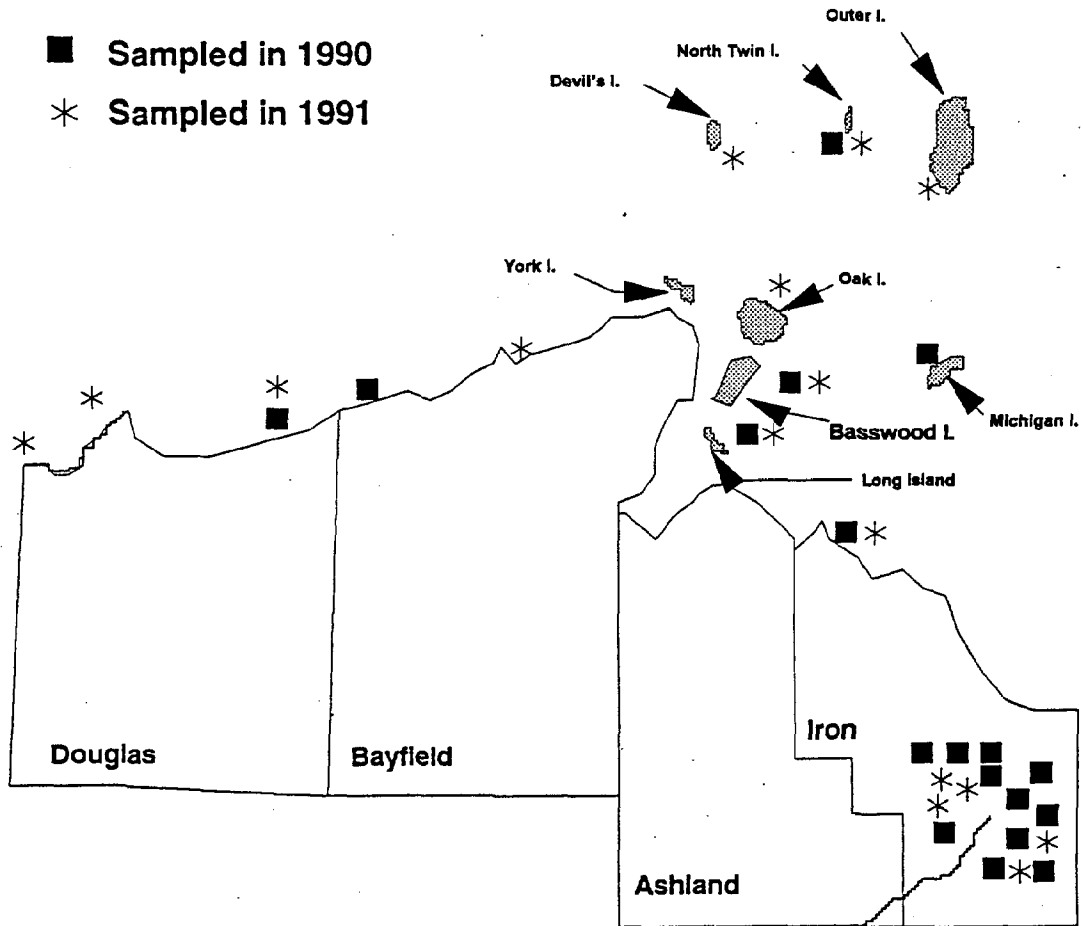 Sampled in 1990
Sampled in 1991
Outer I.
North Twin I.
Devil's I.
York I.
Oak I.
Michigan I.
Basswood I.
Long Island
Iron
Douglas
Bayfield
Ashland